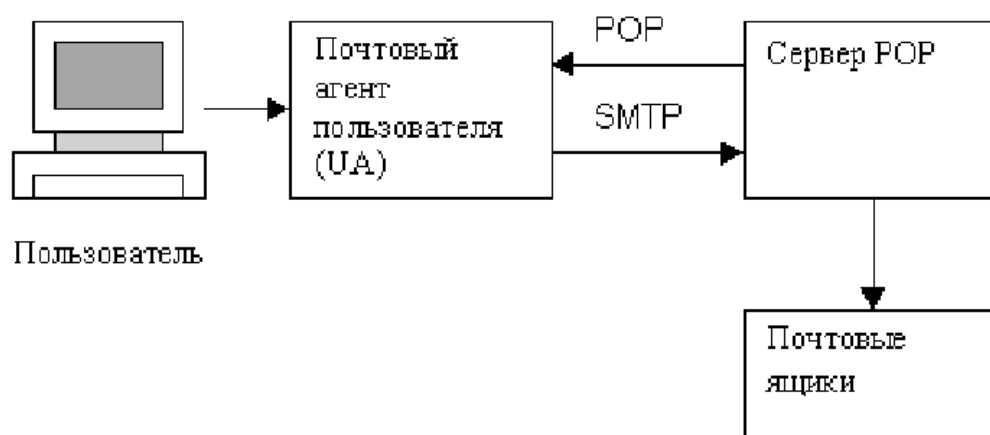 Почтовый
агент
пользователя
(UA)
POP
SMTP
Сервер POP
Пользователь
Почтовые
ящики